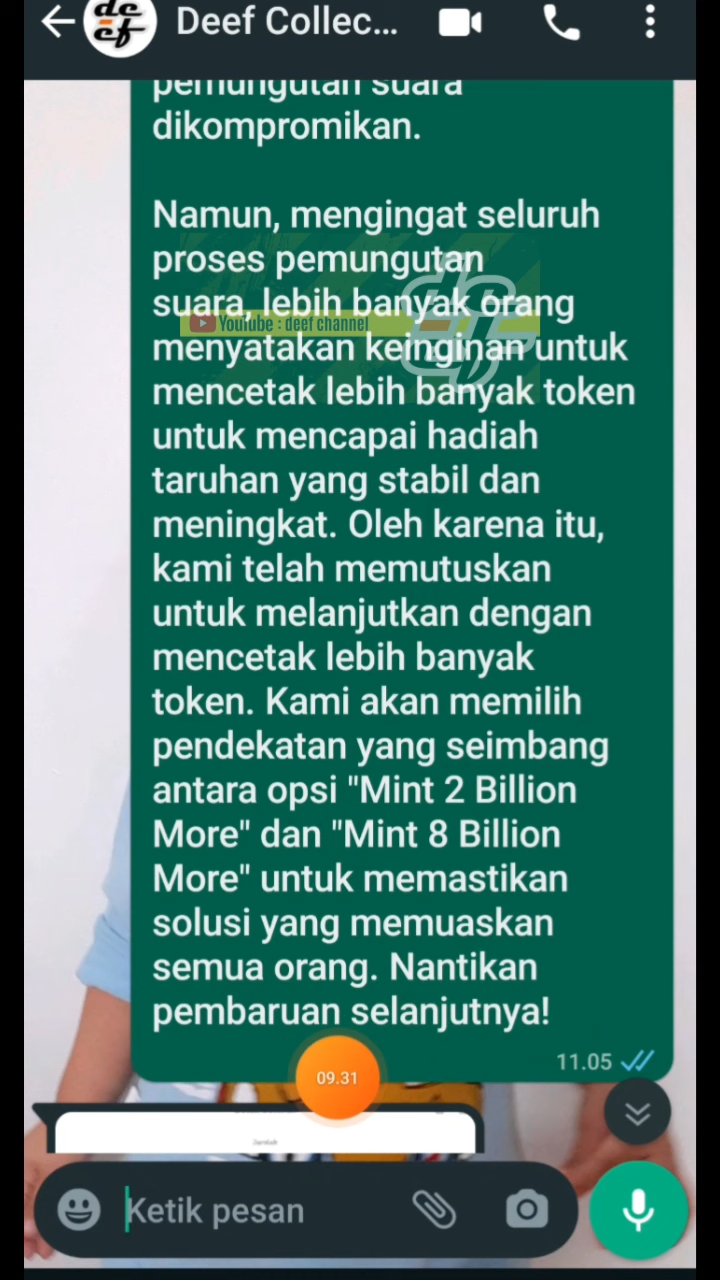 Deef Collec...
pemungutan suara
dikompromikan.
Namun, mengingat seluruh
proses pemungutan
suara, lebih banyak orang
Youtube : deef channel
menyatakan keinginan untuk
mencetak lebih banyak token
untuk mencapai hadiah
taruhan yang stabil dan
meningkat. Oleh karena itu,
kami telah memutuskan
untuk melanjutkan dengan
mencetak lebih banyak
token. Kami akan memilih
pendekatan yang seimbang
antara opsi "Mint 2 Billion
More" dan "Mint 8 Billion
More" untuk memastikan
solusi yang memuaskan
semua orang. Nantikan
pembaruan selanjutnya!
11.05
09.31
Ketik pesan